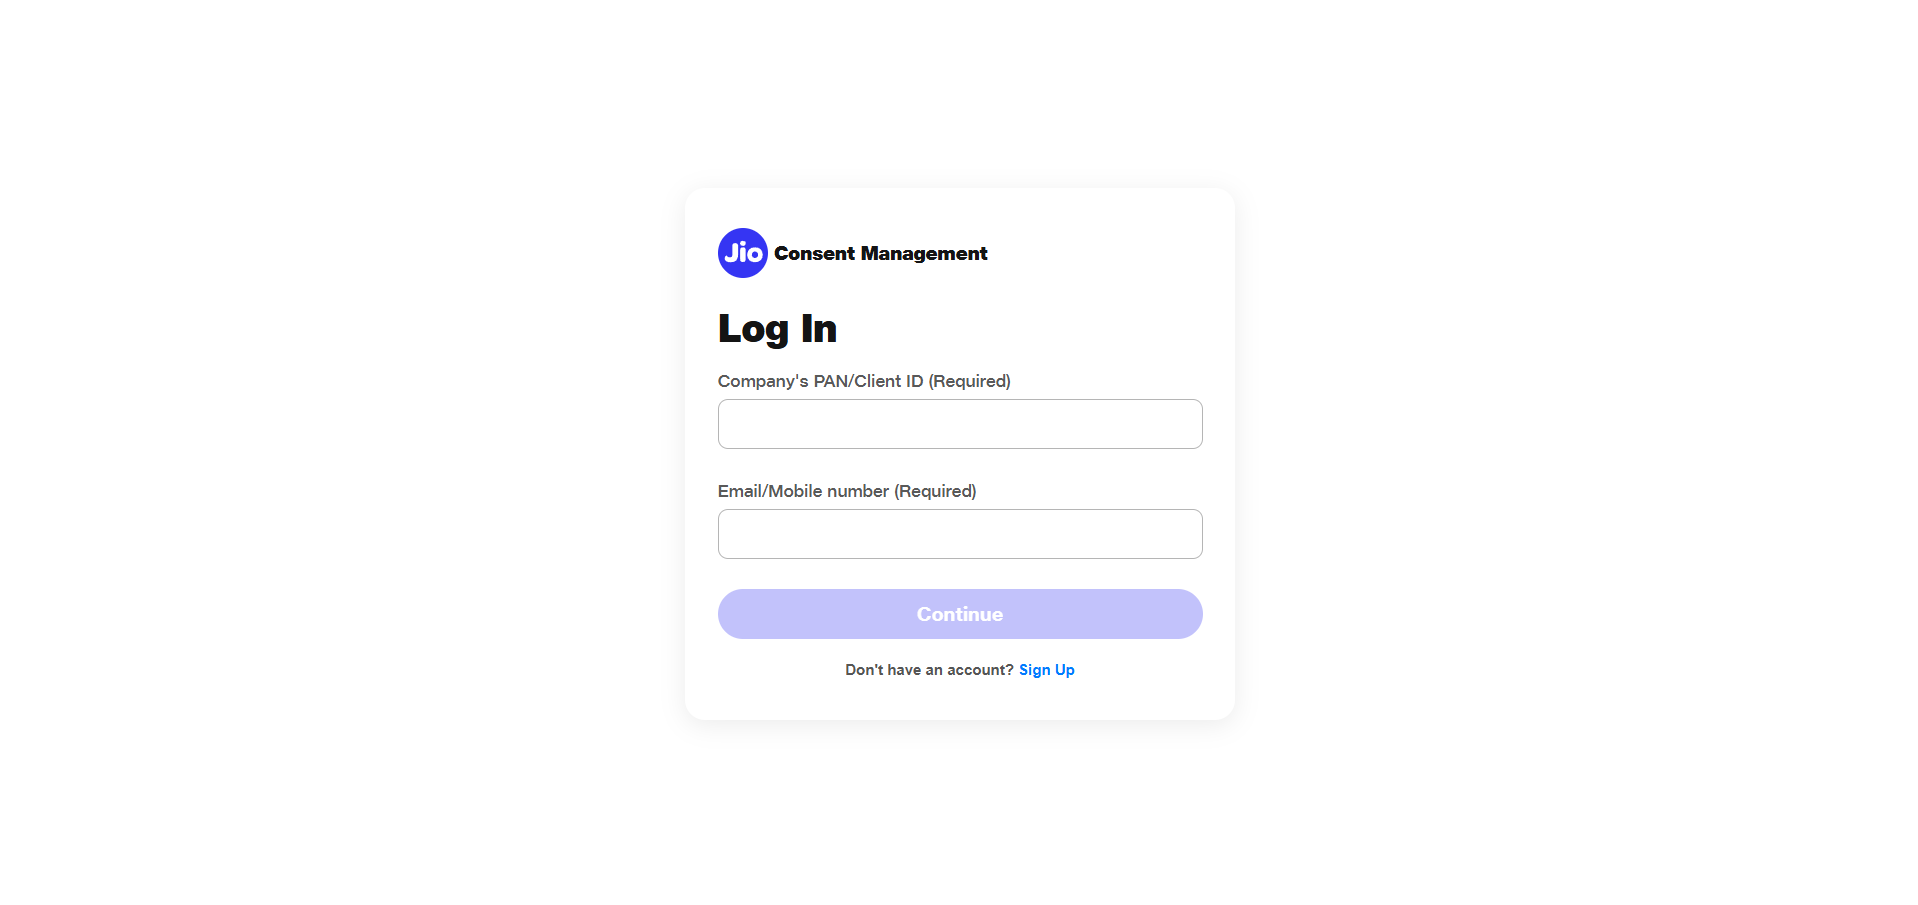 Jio Consent Management
Log In
Company's PAN/Client ID (Required)
Email/Mobile number (Required)
Continue
Don't have an account? Sign Up